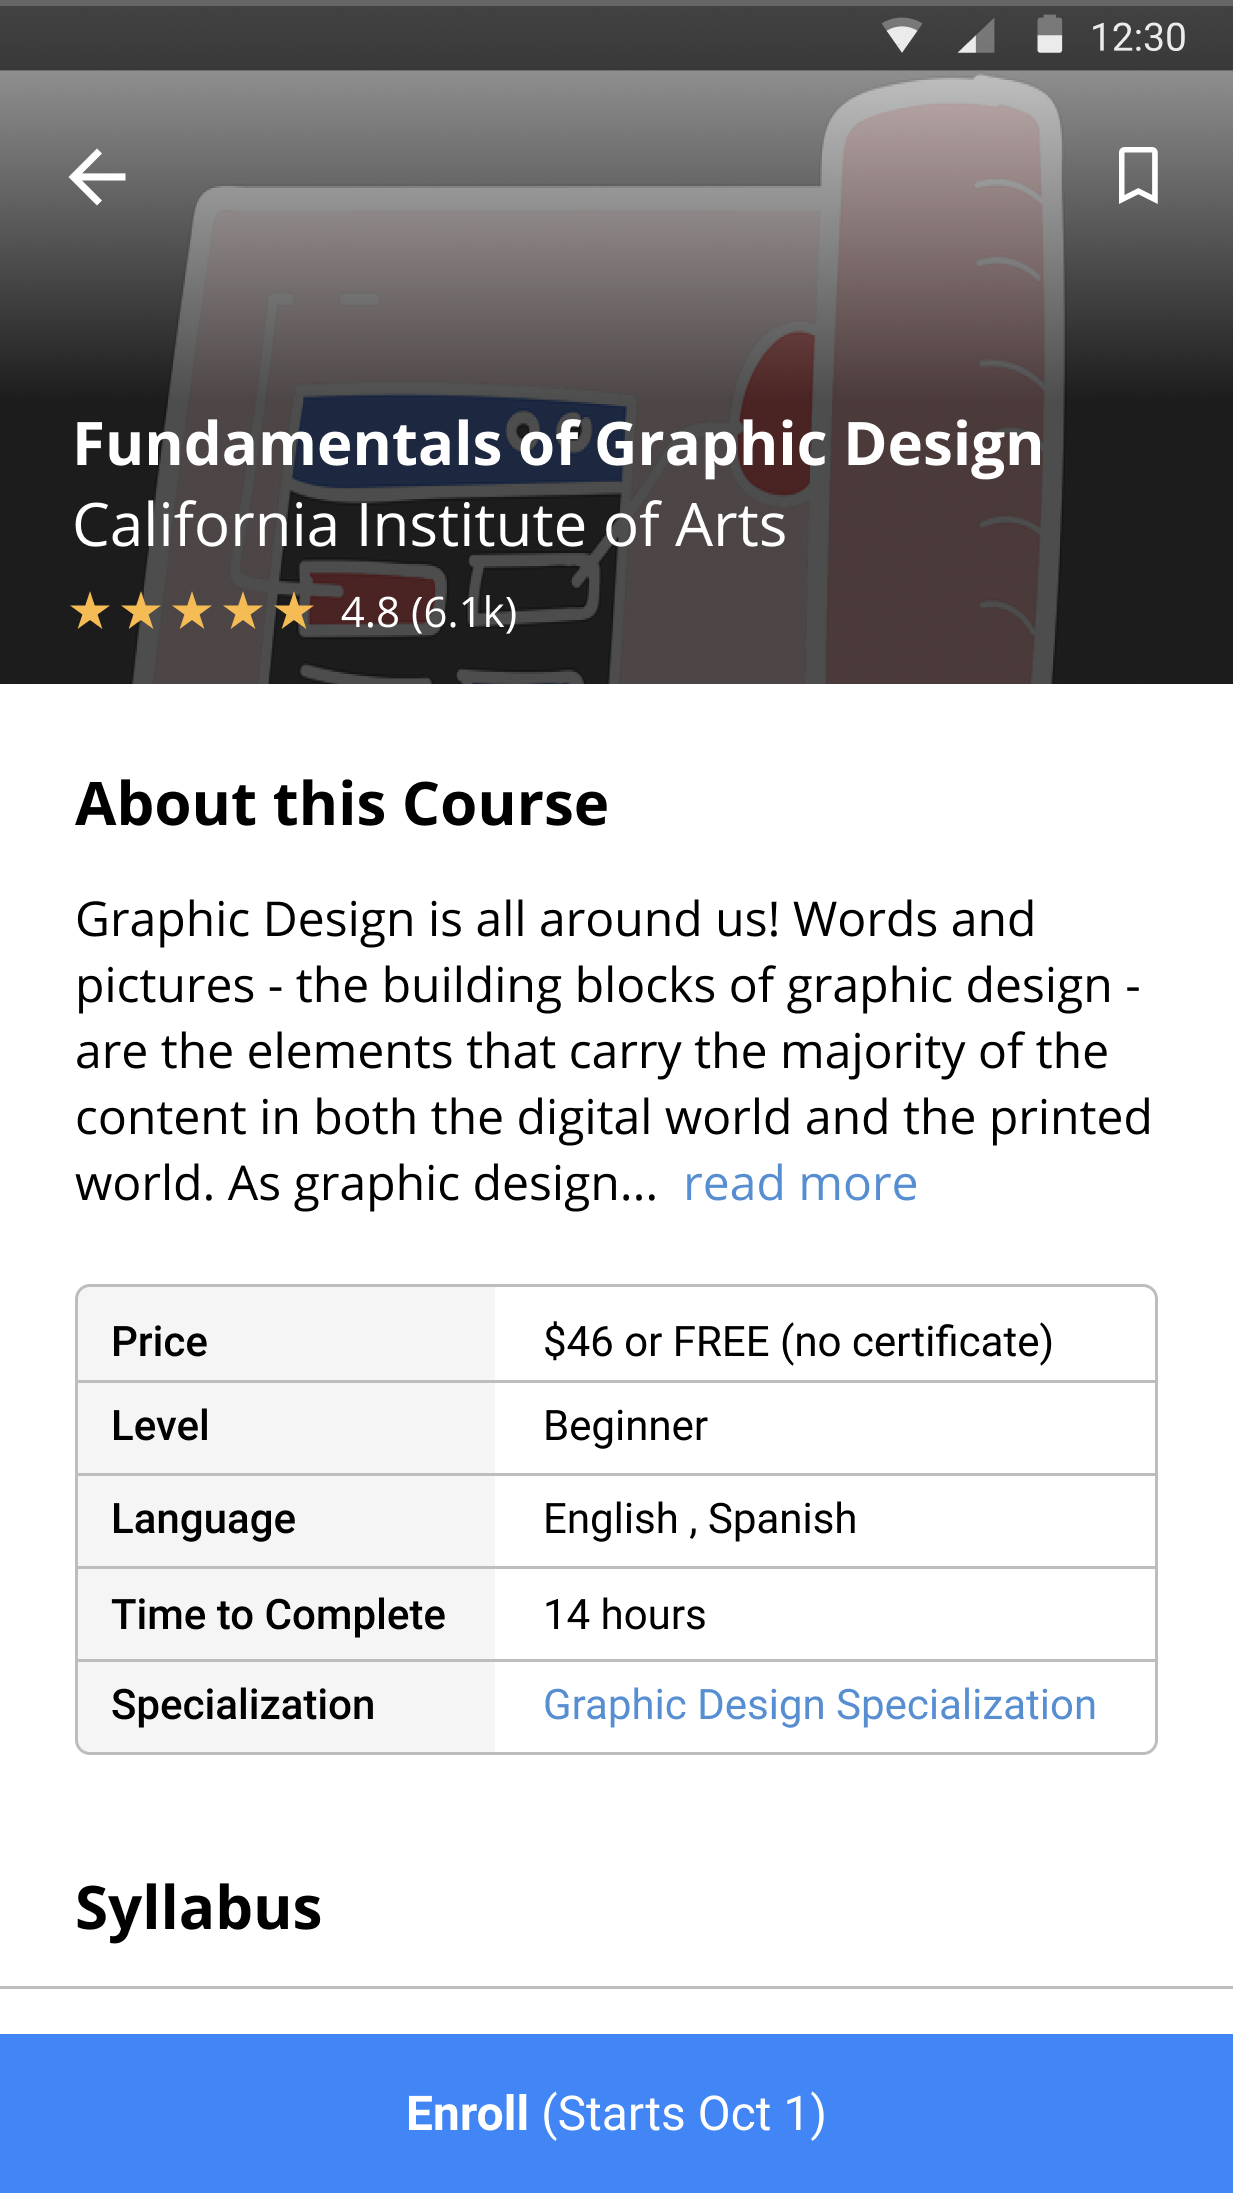 12:30
Fundamentals of Graphic Design
California Institute of Arts
4.8 (6.1k)
About this Course
Graphic Design is all around us! Words and
pictures - the building blocks of graphic design -
are the elements that carry the majority of the
content in both the digital world and the printed
world. As graphic design... read more
Price $46 or FREE (no certificate)
Level Beginner
Language English , Spanish
Time to Complete 14 hours
Specialization Graphic Design Specialization
Syllabus
Enroll (Starts Oct 1)